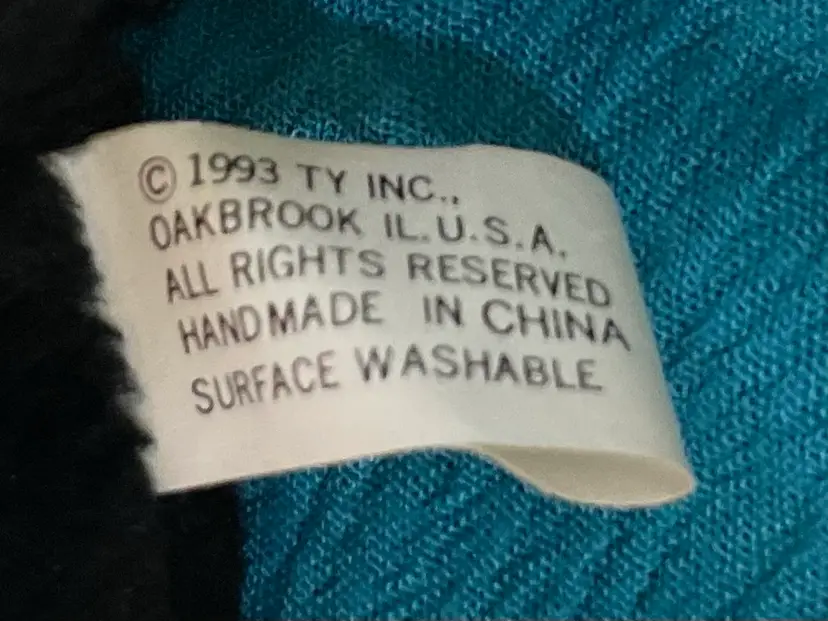 © 1993 TY INC.,
OAKBROOK IL. U.S.A.
ALL RIGHTS RESERVED
HANDMADE IN CHINA
SURFACE WASHABLE